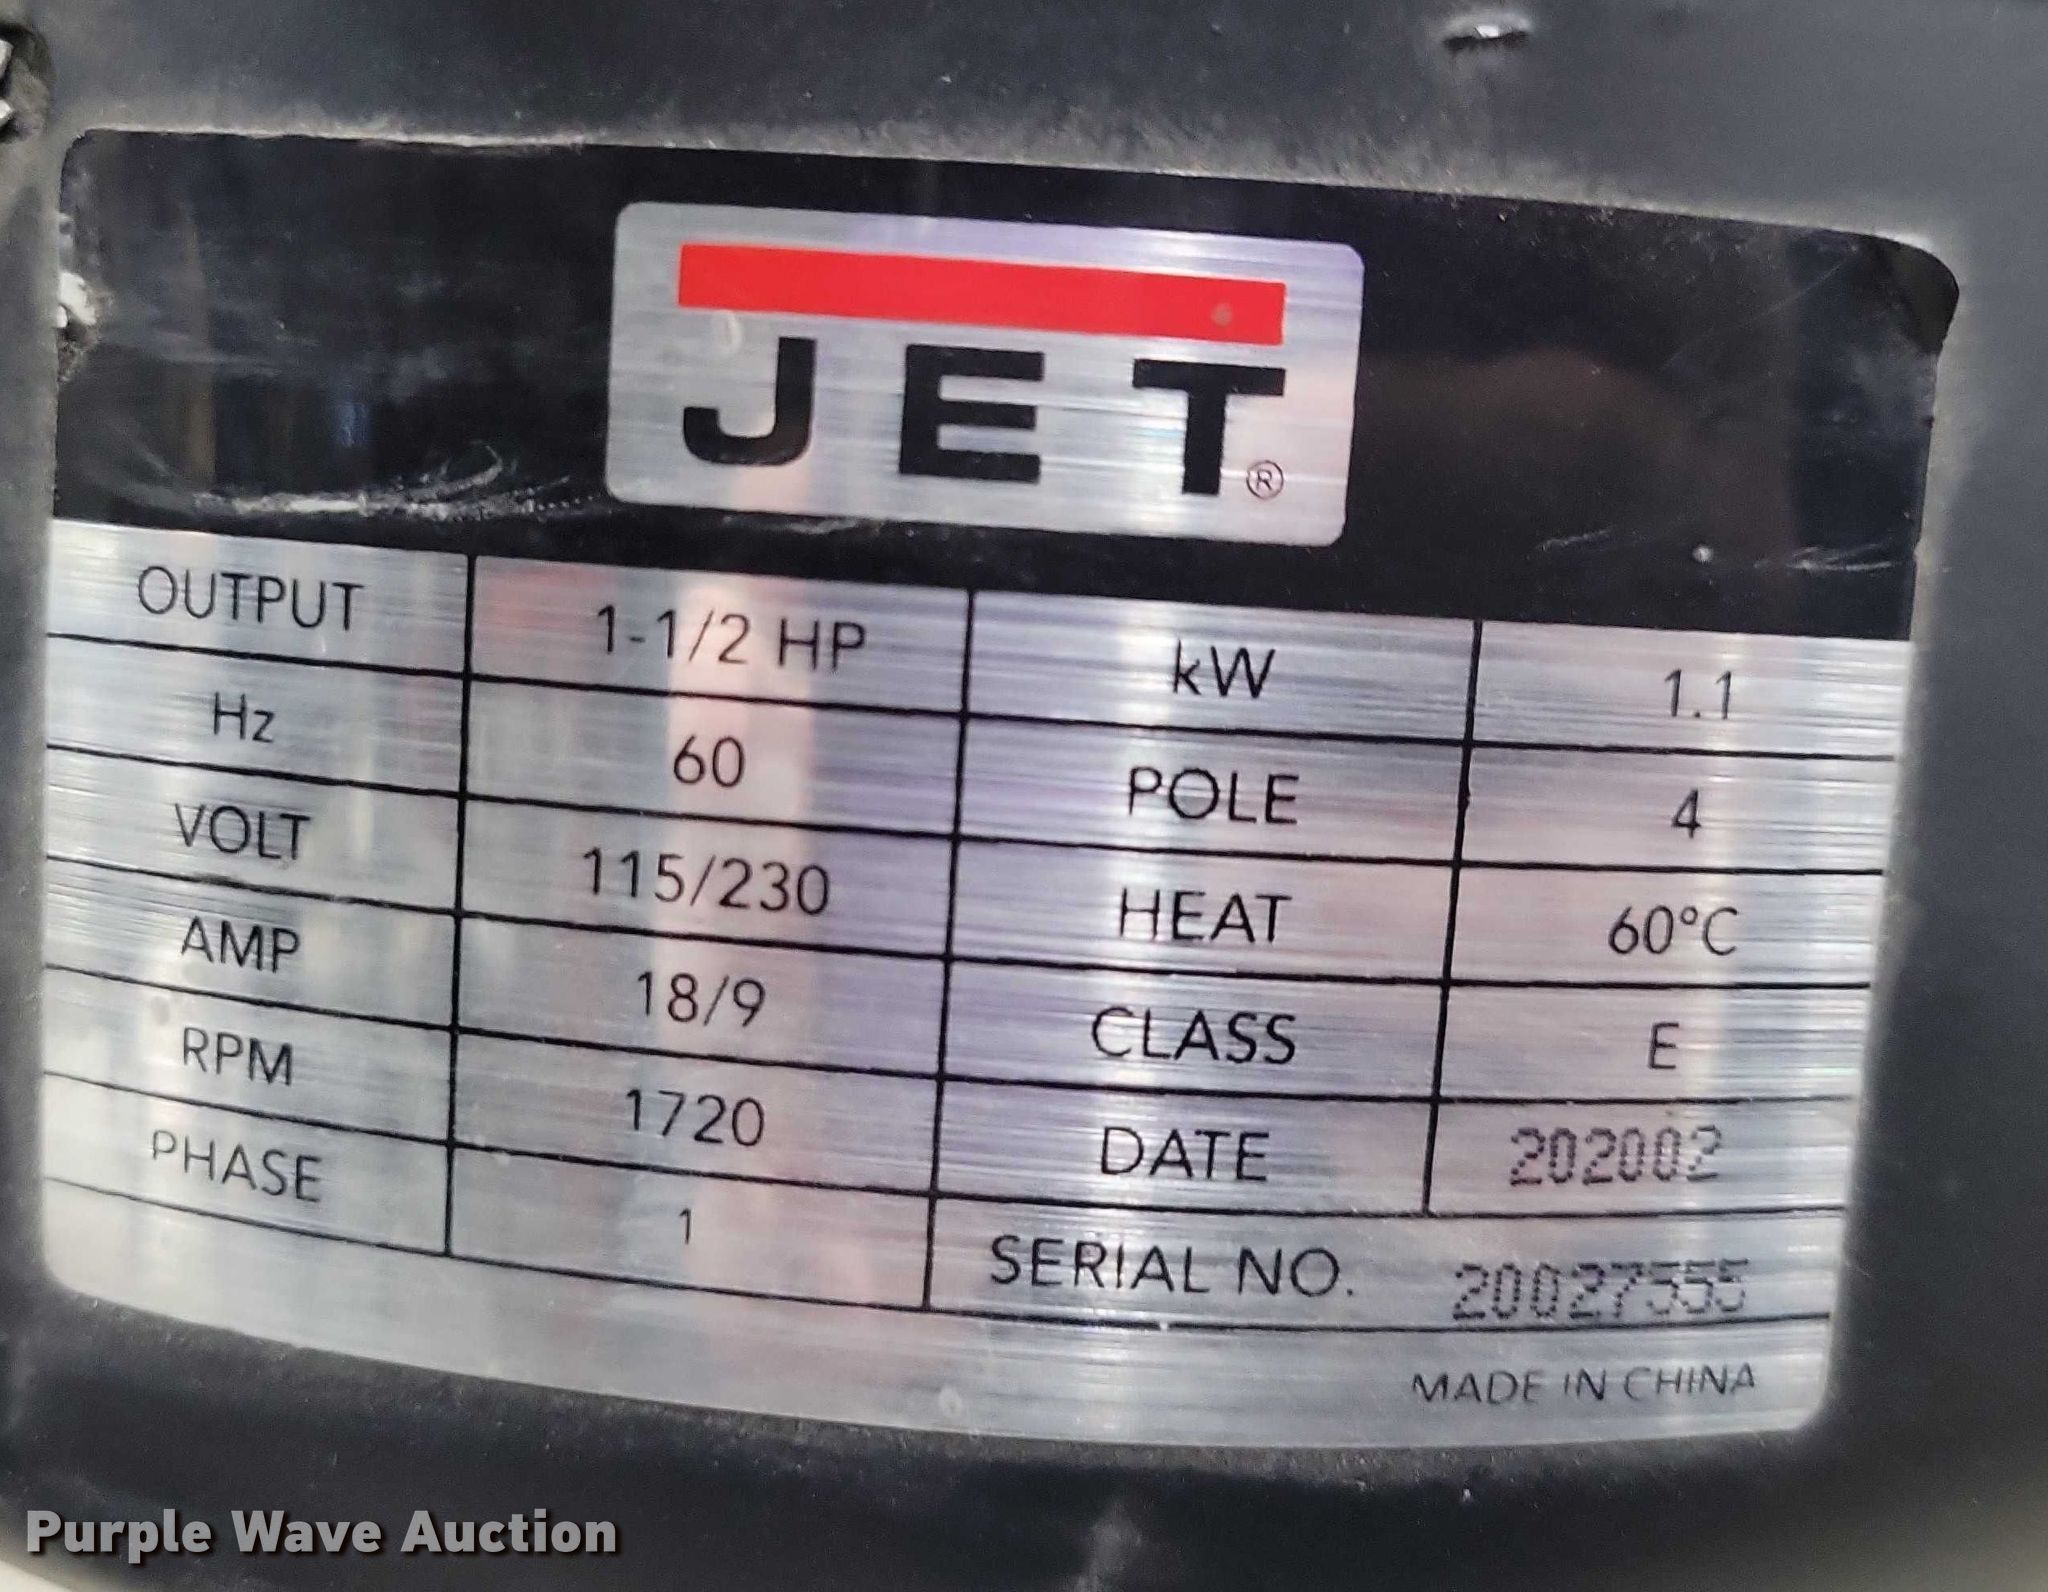 JET®
OUTPUT 1-1/2 HP kW 1.1
Hz 60 POLE 4
VOLT 115/230 HEAT 60°C
AMP 18/9 CLASS E
RPM 1720 DATE 202002
PHASE 1 SERIAL NO. 20027555
MADE IN CHINA
Purple Wave Auction